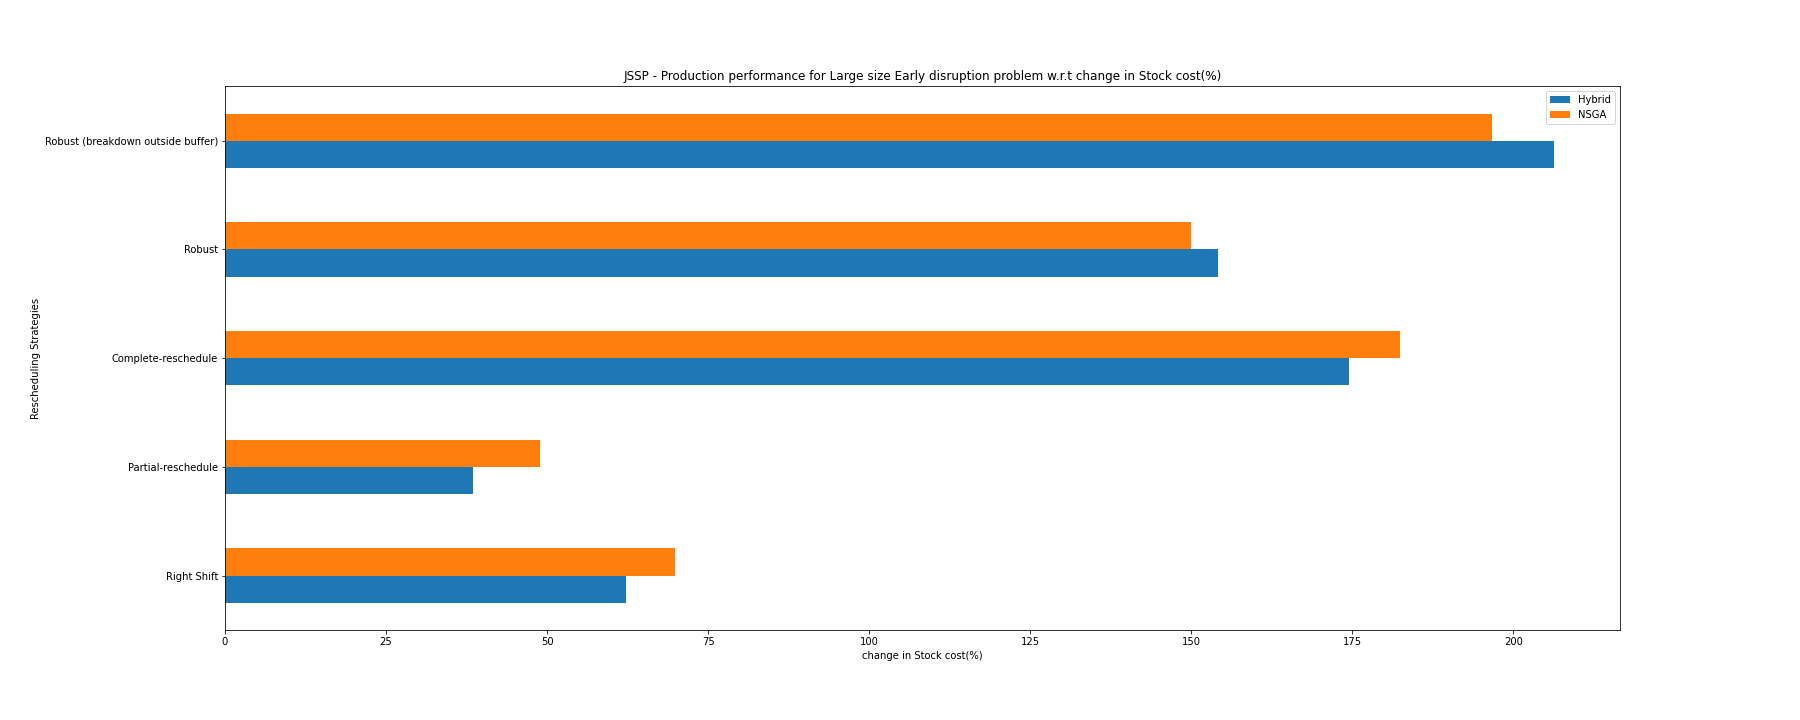 JSSP - Production performance for Large size Early disruption problem w.r.t change in Stock cost(%)
Hybrid
NSGA
Robust (breakdown outside buffer)
Robust
Complete-reschedule
Partial-reschedule
Right Shift
Rescheduling Strategies
0 25 50 75 100 125 150 175 200
change in Stock cost(%)